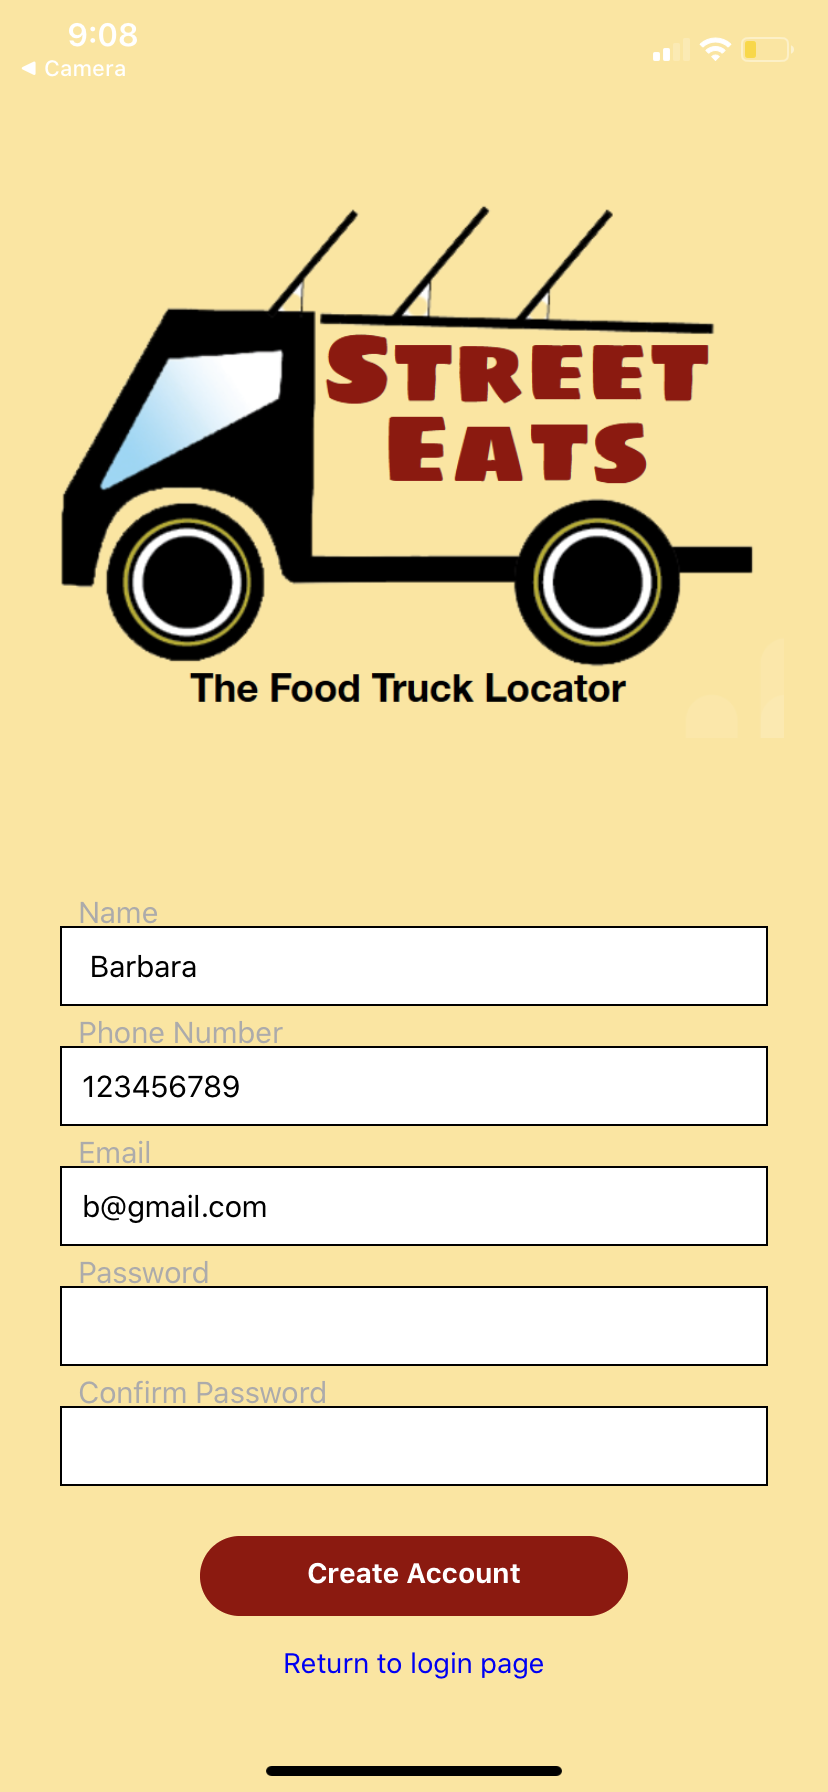 9:08
◀ Camera
STREET
EATS
The Food Truck Locator
Name
Barbara
Phone Number
123456789
Email
b@gmail.com
Password
Confirm Password
Create Account
Return to login page